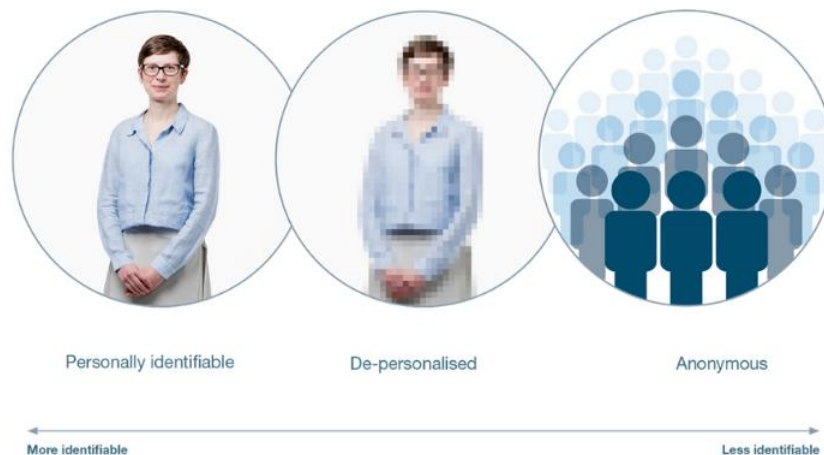 Personally identifiable
De-personalised
Anonymous
More identifiable
Less identifiable